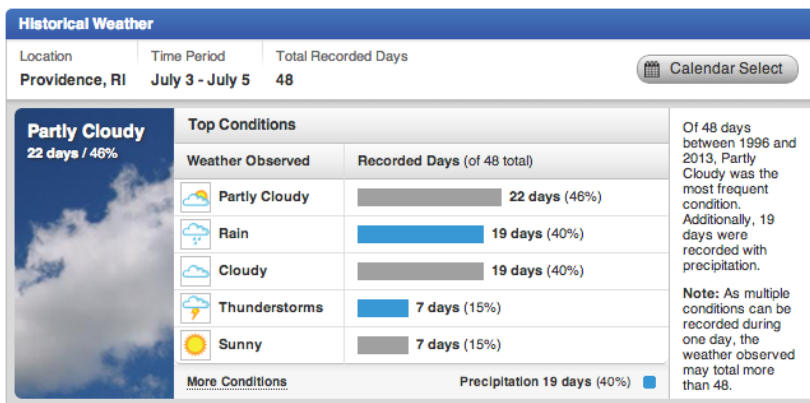 Historical Weather
Location
Providence, RI
Time Period
July 3 - July 5
Total Recorded Days
48
Calendar Select
Partly Cloudy
22 days / 46%
Top Conditions
Weather Observed
Recorded Days (of 48 total)
Partly Cloudy
22 days (46%)
Rain
19 days (40%)
Cloudy
19 days (40%)
Thunderstorms
7 days (15%)
Sunny
7 days (15%)
More Conditions
Precipitation 19 days (40%)
Of 48 days
between 1996 and
2013, Partly
Cloudy was the
most frequent
condition.
Additionally, 19
days were
recorded with
precipitation.
Note: As multiple
conditions can be
recorded during
one day, the
weather observed
may total more
than 48.